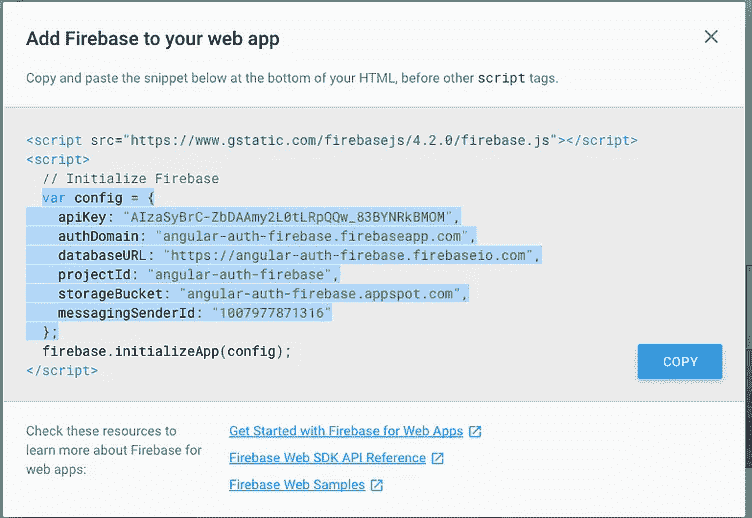 Add Firebase to your web app
Copy and paste the snippet below at the bottom of your HTML, before other script tags.
<script src="https://www.gstatic.com/firebasejs/4.2.0/firebase.js"></script>
<script>
// Initialize Firebase
var config = {
apiKey: "AIzaSyBrC-ZbDAAmy2L0tLRpQQw_83BYNRkBMOM",
authDomain: "angular-auth-firebase.firebaseapp.com",
databaseURL: "https://angular-auth-firebase.firebaseio.com",
projectId: "angular-auth-firebase",
storageBucket: "angular-auth-firebase.appspot.com",
messagingSenderId: "1007977871316"
};
firebase.initializeApp(config);
</script>
COPY
Check these resources to
learn more about Firebase for
web apps:
Get Started with Firebase for Web Apps
Firebase Web SDK API Reference
Firebase Web Samples